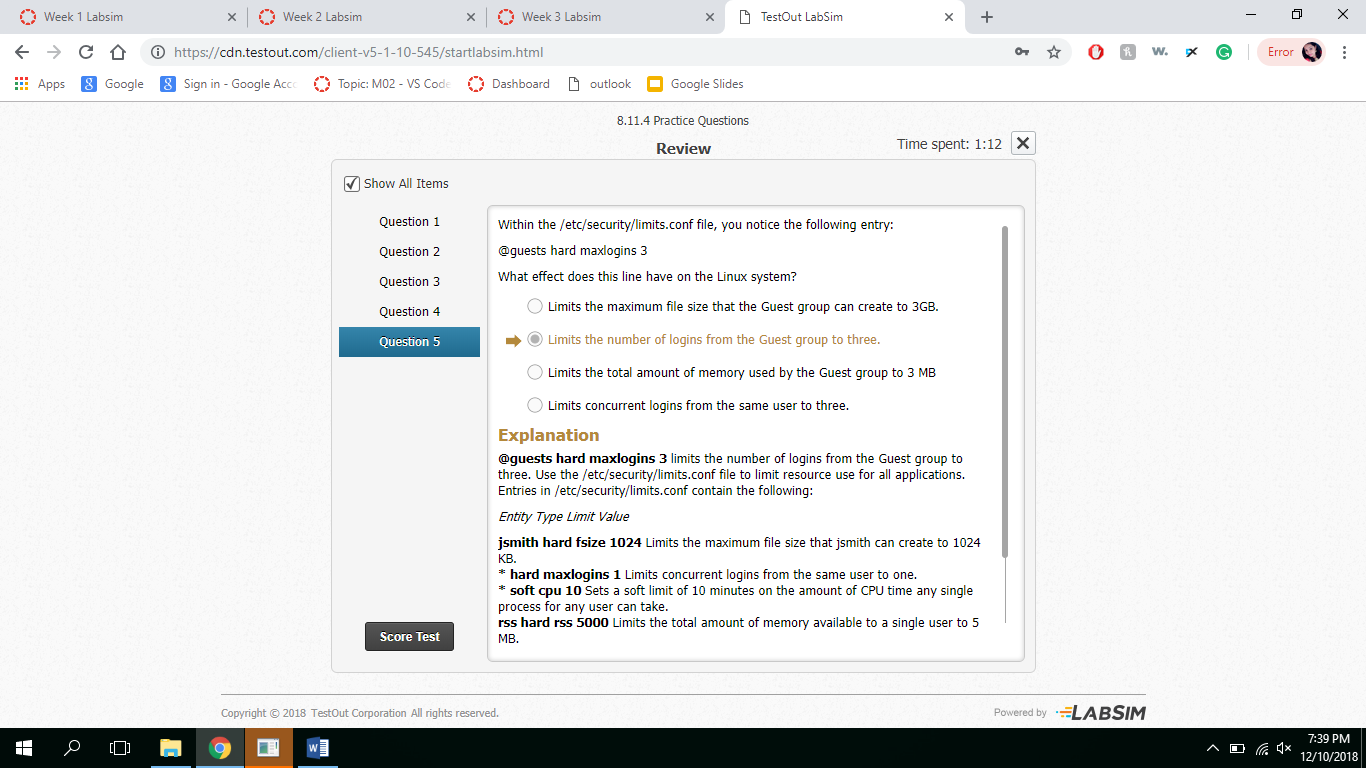 Week 1 Labsim
Week 2 Labsim
Week 3 Labsim
TestOut LabSim
https://cdn.testout.com/client-v5-1-10-545/startlabsim.html
Error
Apps
Google
Sign in - Google Acco
Topic: M02 - VS Code
Dashboard
outlook
Google Slides
8.11.4 Practice Questions
Review
Time spent: 1:12
Show All Items
Question 1
Question 2
Question 3
Question 4
Question 5
Score Test
Within the /etc/security/limits.conf file, you notice the following entry:
@guests hard maxlogins 3
What effect does this line have on the Linux system?
Limits the maximum file size that the Guest group can create to 3GB.
Limits the number of logins from the Guest group to three.
Limits the total amount of memory used by the Guest group to 3 MB
Limits concurrent logins from the same user to three.
Explanation
@guests hard maxlogins 3 limits the number of logins from the Guest group to
three. Use the /etc/security/limits.conf file to limit resource use for all applications.
Entries in /etc/security/limits.conf contain the following:
Entity Type Limit Value
jsmith hard fsize 1024 Limits the maximum file size that jsmith can create to 1024
KB.
* hard maxlogins 1 Limits concurrent logins from the same user to one.
* soft cpu 10 Sets a soft limit of 10 minutes on the amount of CPU time any single
process for any user can take.
rss hard rss 5000 Limits the total amount of memory available to a single user to 5
MB.
Copyright © 2018 TestOut Corporation All rights reserved.
Powered by LABSIM
7:39 PM
12/10/2018